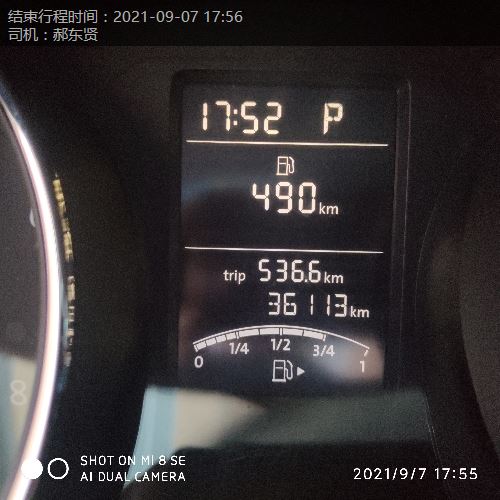 结束行程时间：2021-09-07 17:56
司机：郝东贤
17:52 P
490km
trip 536.6km
36113km
0 1/4 1/2 3/4 1
8
SHOT ON MI 8 SE
AI DUAL CAMERA
2021/9/7 17:55